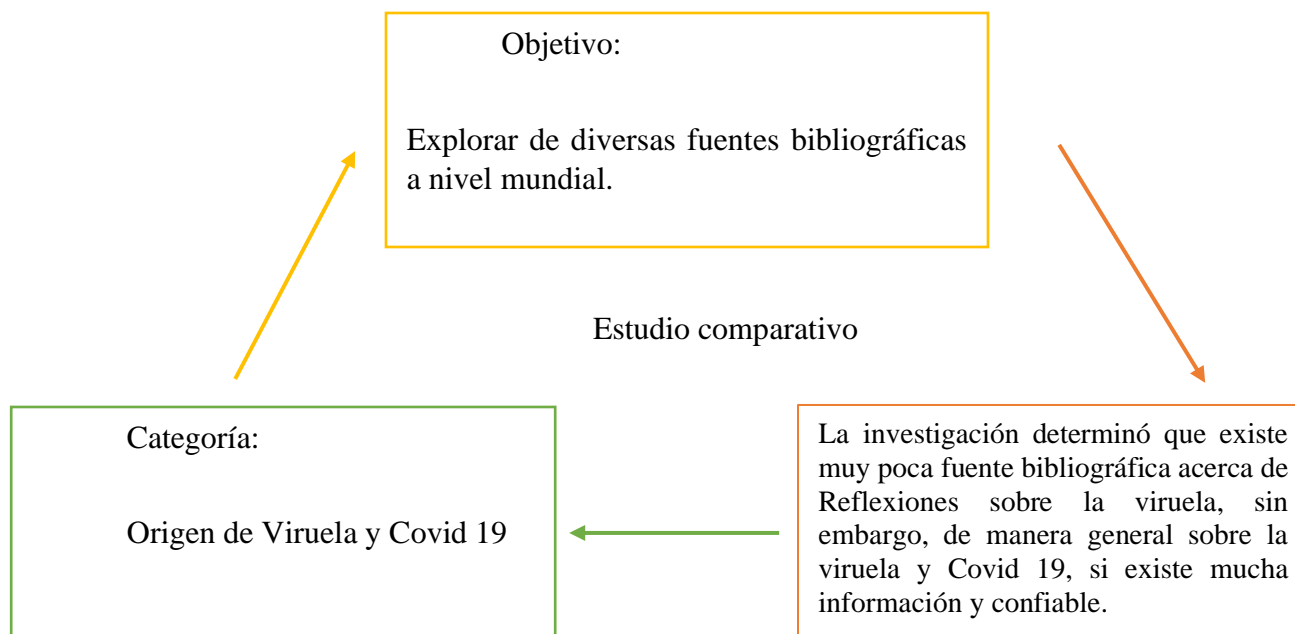 Objetivo:
Explorar de diversas fuentes bibliográficas
a nivel mundial.
Estudio comparativo
Categoría:
Origen de Viruela y Covid 19
La investigación determinó que existe
muy poca fuente bibliográfica acerca de
Reflexiones sobre la viruela, sin
embargo, de manera general sobre la
viruela y Covid 19, si existe mucha
información y confiable.